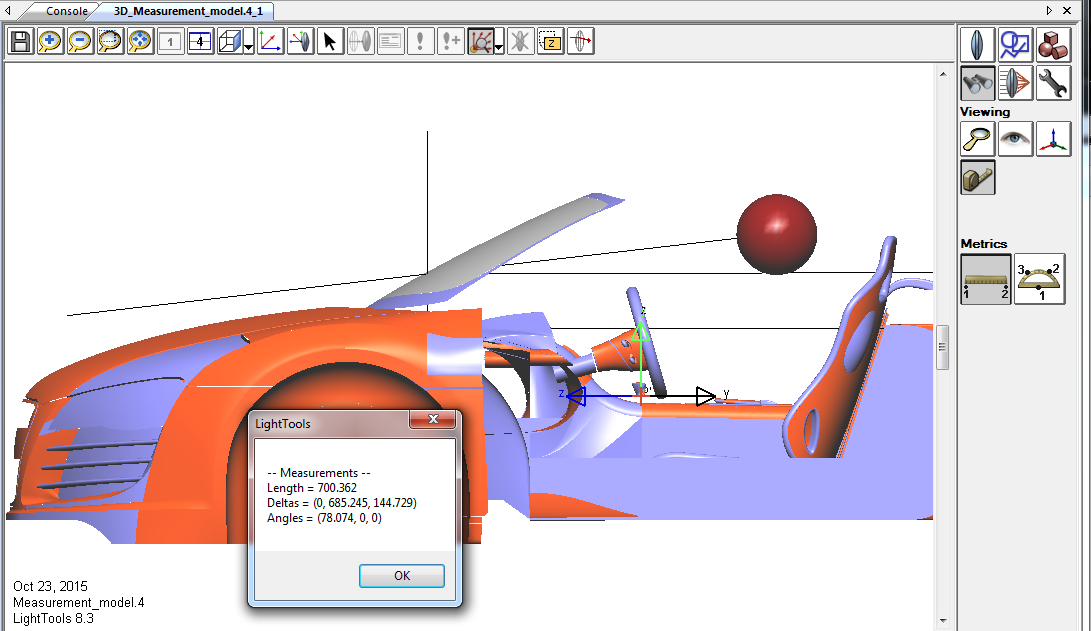 Console
3D_Measurement_model.4_1
1
4
z
Viewing
Metrics
1 2
3 2
1
z
z
y
LightTools
-- Measurements --
Length = 700.362
Deltas = (0, 685.245, 144.729)
Angles = (78.074, 0, 0)
OK
Oct 23, 2015
Measurement_model.4
LightTools 8.3